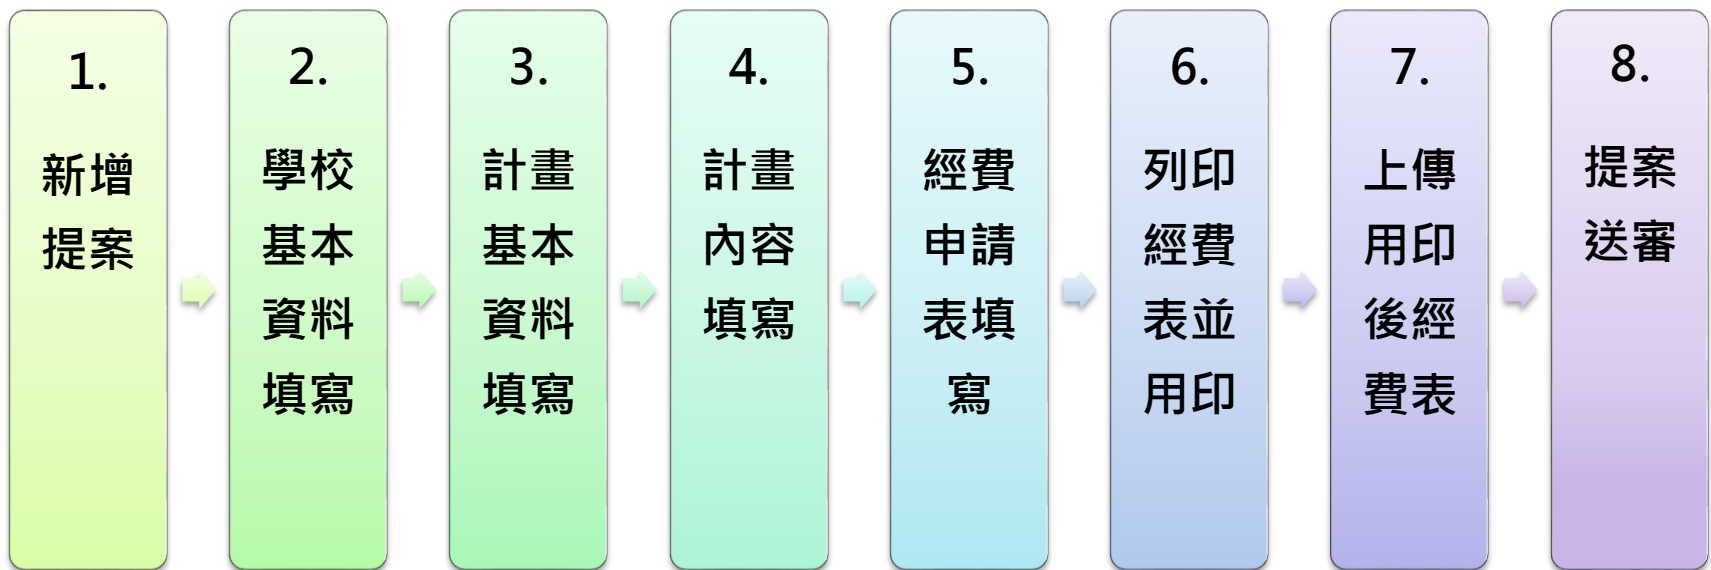 1.
新增
提案
2.
學校
基本
資料
填寫
3.
計畫
基本
資料
填寫
4.
計畫
內容
填寫
5.
經費
申請
表填
寫
6.
列印
經費
表並
用印
7.
上傳
用印
後經
費表
8.
提案
送審